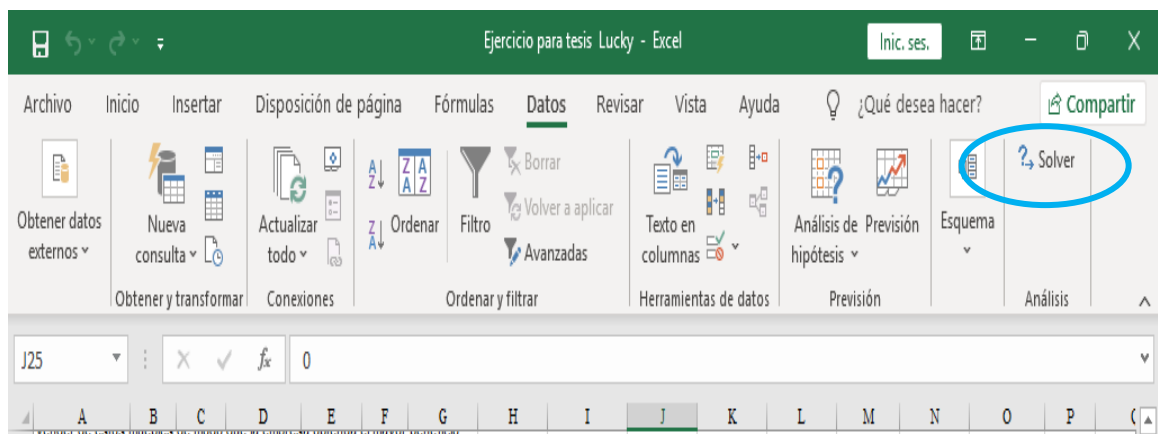 Ejercicio para tesis Lucky - Excel
Inic. ses.
Archivo Inicio Insertar Disposición de página Fórmulas Datos Revisar Vista Ayuda ¿Qué desea hacer? Compartir
Obtener datos
externos
Nueva
consulta
Obtener y transformar
Actualizar
todo
Conexiones
Ordenar
Filtro
Borrar
Volver a aplicar
Avanzadas
Ordenar y filtrar
Texto en
columnas
Herramientas de datos
Análisis de
hipótesis
Previsión
Previsión
Esquema
Solver
Análisis
J25 fx 0
A B C D E F G H I J K L M N O P